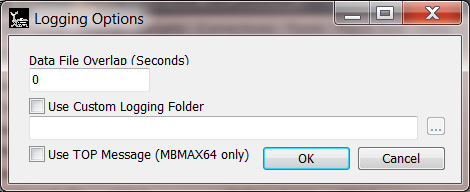 Logging Options
Data File Overlap (Seconds)
0
Use Custom Logging Folder
...
Use TOP Message (MBMAX64 only)
OK
Cancel